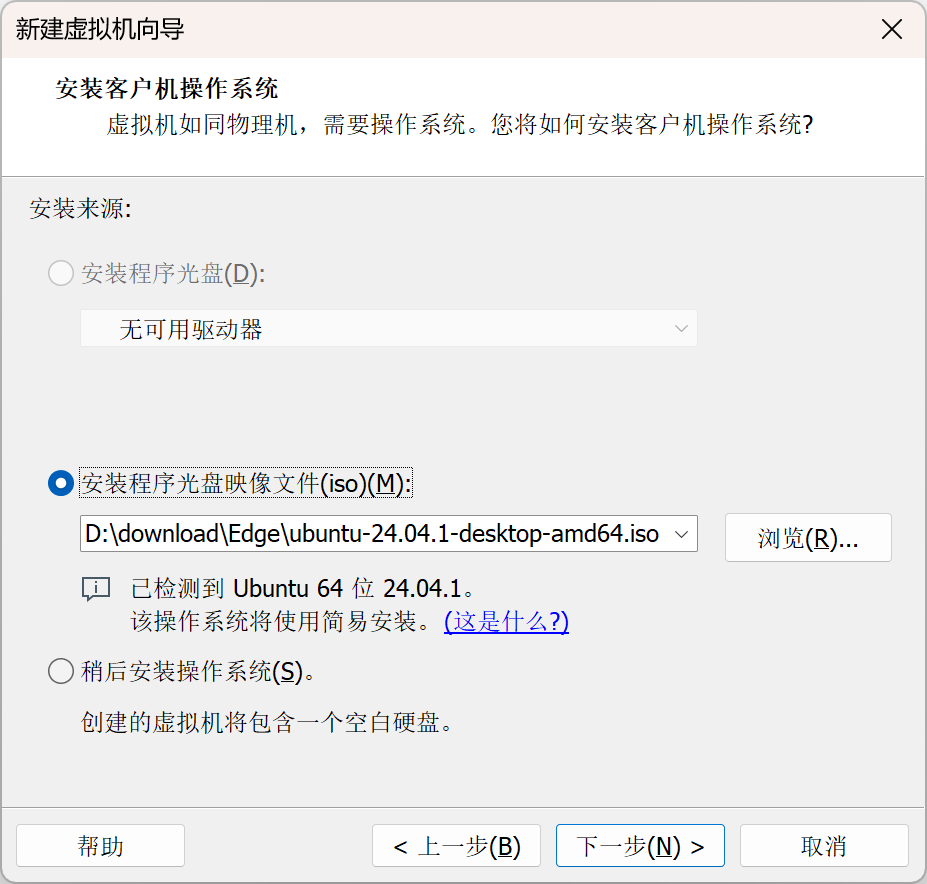 新建虚拟机向导
安装客户机操作系统
虚拟机如同物理机，需要操作系统。您将如何安装客户机操作系统?
安装来源:
安装程序光盘(D):
无可用驱动器
安装程序光盘映像文件(iso)(M):
D:\download\Edge\ubuntu-24.04.1-desktop-amd64.iso
浏览(R)...
已检测到 Ubuntu 64 位 24.04.1。
该操作系统将使用简易安装。(这是什么?)
稍后安装操作系统(S)。
创建的虚拟机将包含一个空白硬盘。
帮助
< 上一步(B)
下一步(N) >
取消